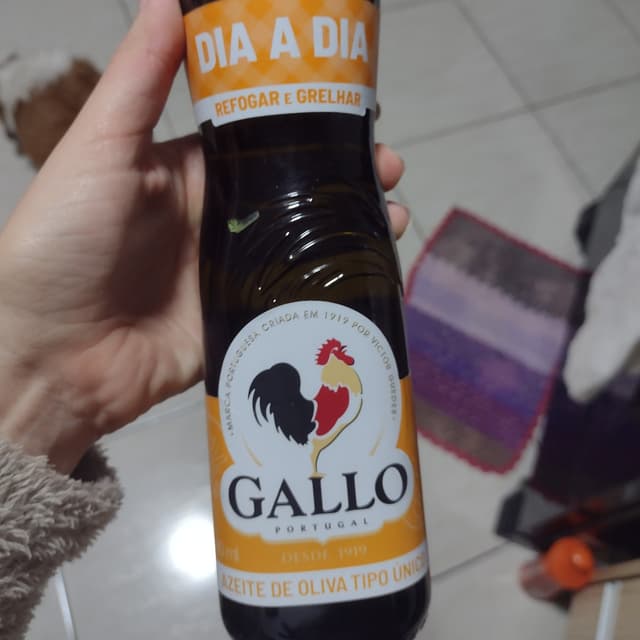 DIA A DIA
REFOGAR E GRELHAR
•MARCA PORTUGUESA CRIADA EM 1919 POR VICTOR GUEDES•
GALLO
PORTUGAL
DESDE 1919
AZEITE DE OLIVA TIPO ÚNICO